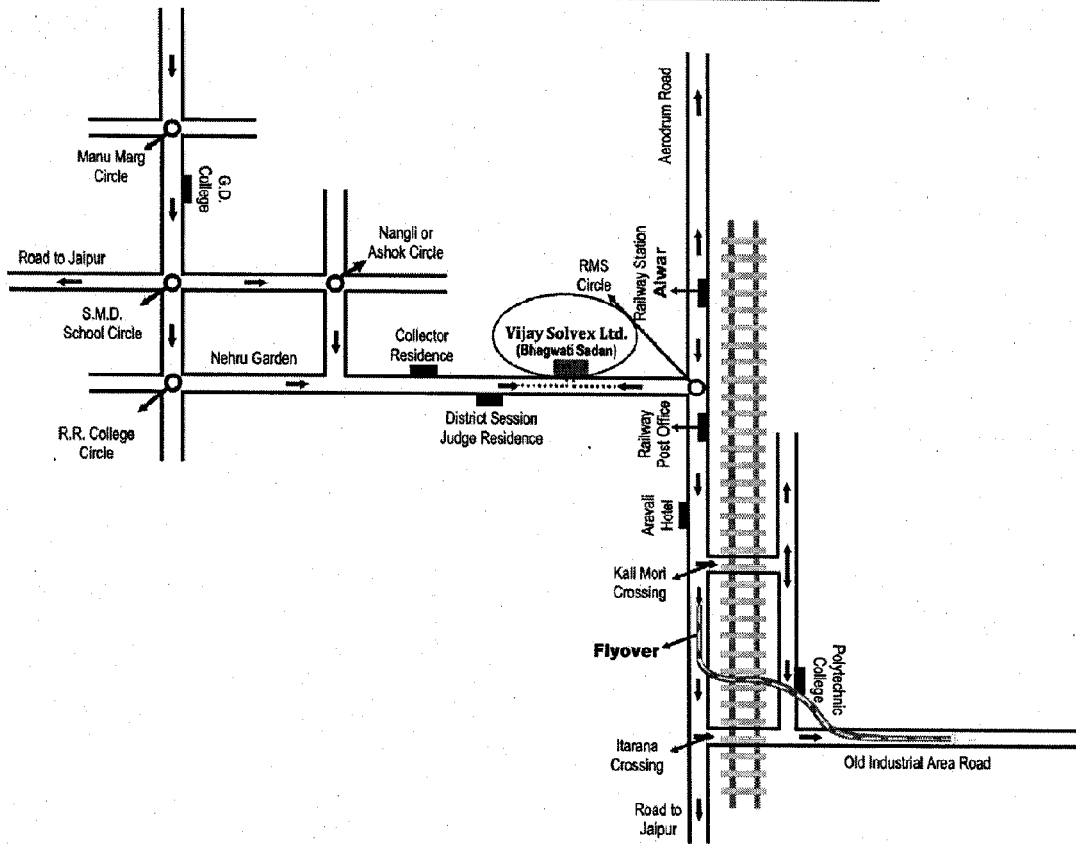 Manu Marg
Circle
G.D.
College
Road to Jaipur
Nangli or
Ashok Circle
S.M.D.
School Circle
Nehru Garden
Collector
Residence
R.R. College
Circle
District Session
Judge Residence
Vijay Solvex Ltd.
(Bhagwati Sadan)
RMS
Circle
Aerodrum Road
Railway Station
Alwar
Railway
Post Office
Aravali
Hotel
Kali Mori
Crossing
Flyover
Polytechnic
College
Itarana
Crossing
Old Industrial Area Road
Road to
Jaipur